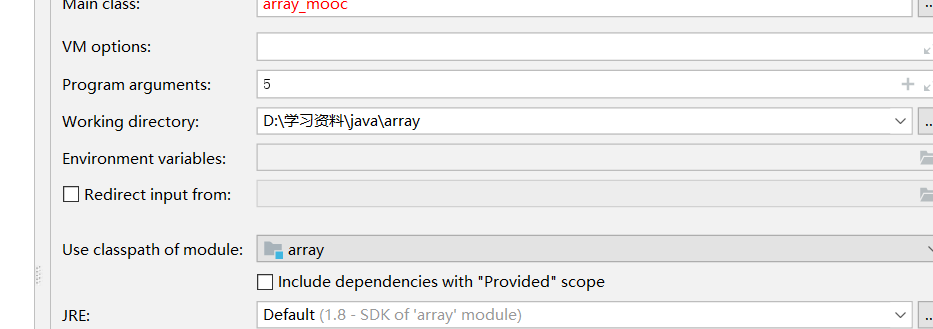 Main class: array_mooc
VM options:
Program arguments: 5
Working directory: D:\学习资料\java\array
Environment variables:
Redirect input from:
Use classpath of module: array
Include dependencies with "Provided" scope
JRE: Default (1.8 - SDK of 'array' module)